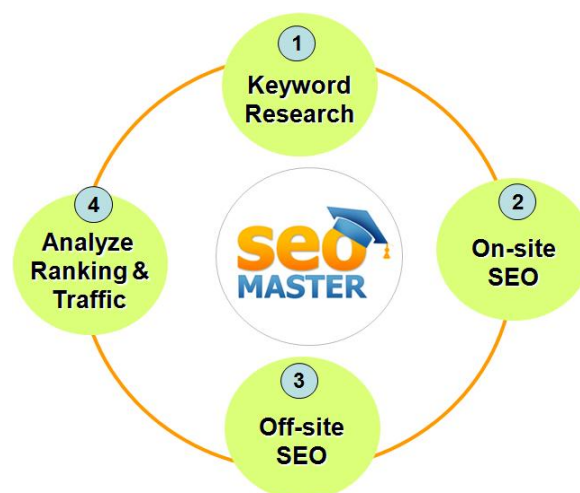 1
Keyword
Research
2
On-site
SEO
3
Off-site
SEO
4
Analyze
Ranking &
Traffic
seo
MASTER